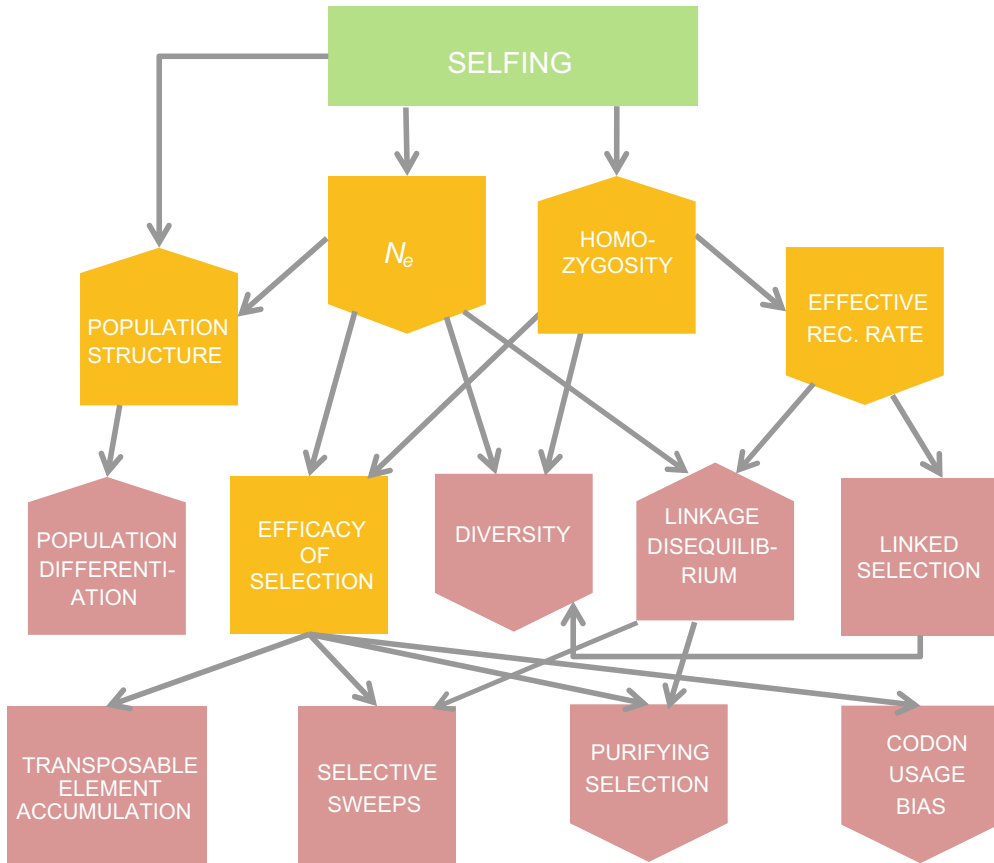 SELFING
N_e
HOMO-
ZYGOSITY
EFFECTIVE
REC. RATE
POPULATION
STRUCTURE
POPULATION
DIFFERENTI-
ATION
EFFICACY
OF
SELECTION
DIVERSITY
LINKAGE
DISEQUILIB-
RIUM
LINKED
SELECTION
TRANSPOSABLE
ELEMENT
ACCUMULATION
SELECTIVE
SWEEPS
PURIFYING
SELECTION
CODON
USAGE
BIAS